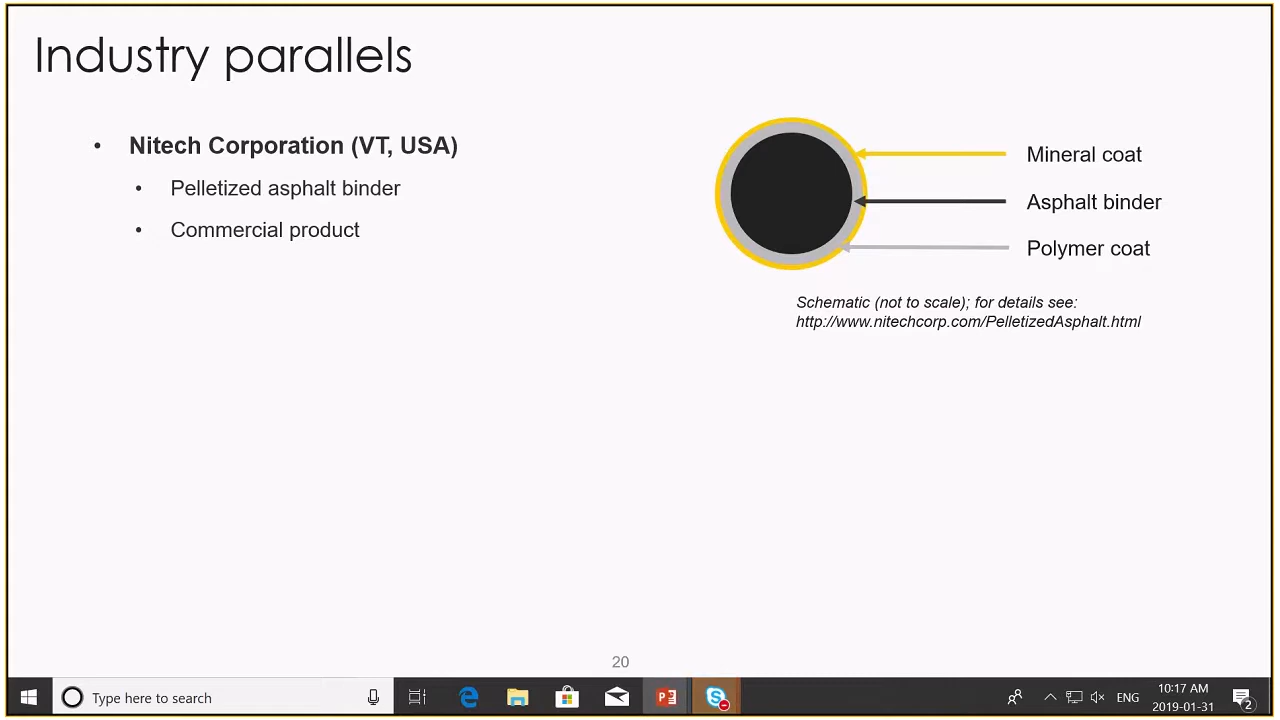 Industry parallels
• Nitech Corporation (VT, USA)
• Pelletized asphalt binder
• Commercial product
Mineral coat
Asphalt binder
Polymer coat
Schematic (not to scale); for details see:
http://www.nitechcorp.com/PelletizedAsphalt.html
20
Type here to search
ENG
10:17 AM
2019-01-31
2